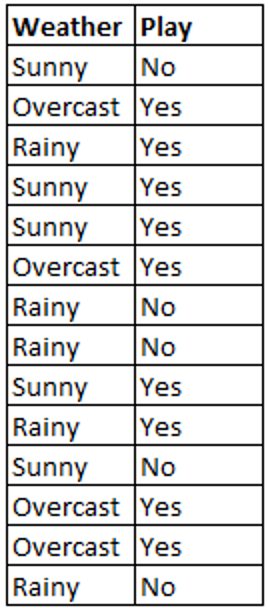 Weather Play
Sunny No
Overcast Yes
Rainy Yes
Sunny Yes
Sunny Yes
Overcast Yes
Rainy No
Rainy No
Sunny Yes
Rainy Yes
Sunny No
Overcast Yes
Overcast Yes
Rainy No